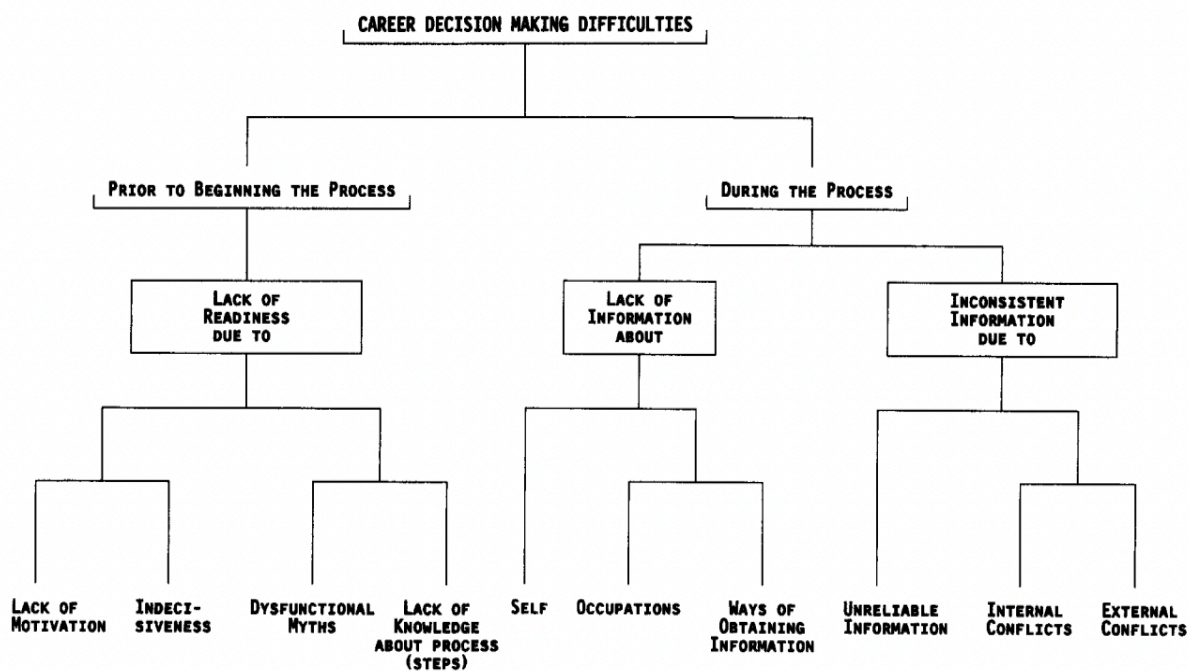 CAREER DECISION MAKING DIFFICULTIES
PRIOR TO BEGINNING THE PROCESS
DURING THE PROCESS
LACK OF
READINESS
DUE TO
LACK OF
INFORMATION
ABOUT
INCONSISTENT
INFORMATION
DUE TO
LACK OF
MOTIVATION
INDECI-
SIVENESS
DYSFUNCTIONAL
MYTHS
LACK OF
KNOWLEDGE
ABOUT PROCESS
(STEPS)
SELF
OCCUPATIONS
WAYS OF
OBTAINING
INFORMATION
UNRELIABLE
INFORMATION
INTERNAL
CONFLICTS
EXTERNAL
CONFLICTS